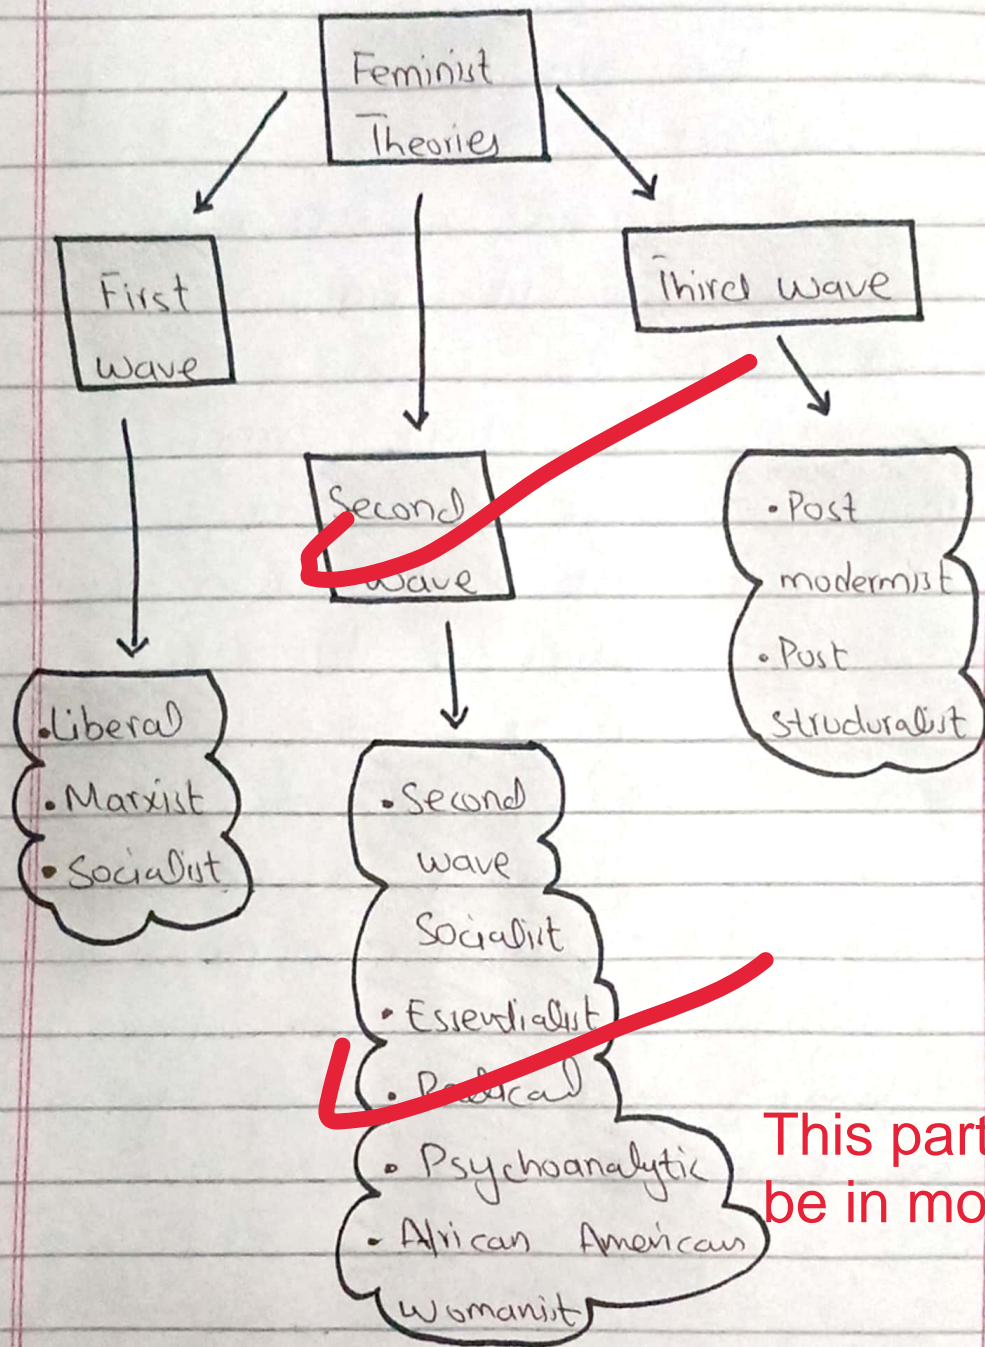 Feminist
Theories
First
wave
Third wave
Second
wave
• Post
modernist
• Post
structuralist
• Liberal
• Marxist
• Socialist
• Second
wave
Socialist
• Essentialist
• Radical
• Psychoanalytic
• African American
womanist
This part
be in mo